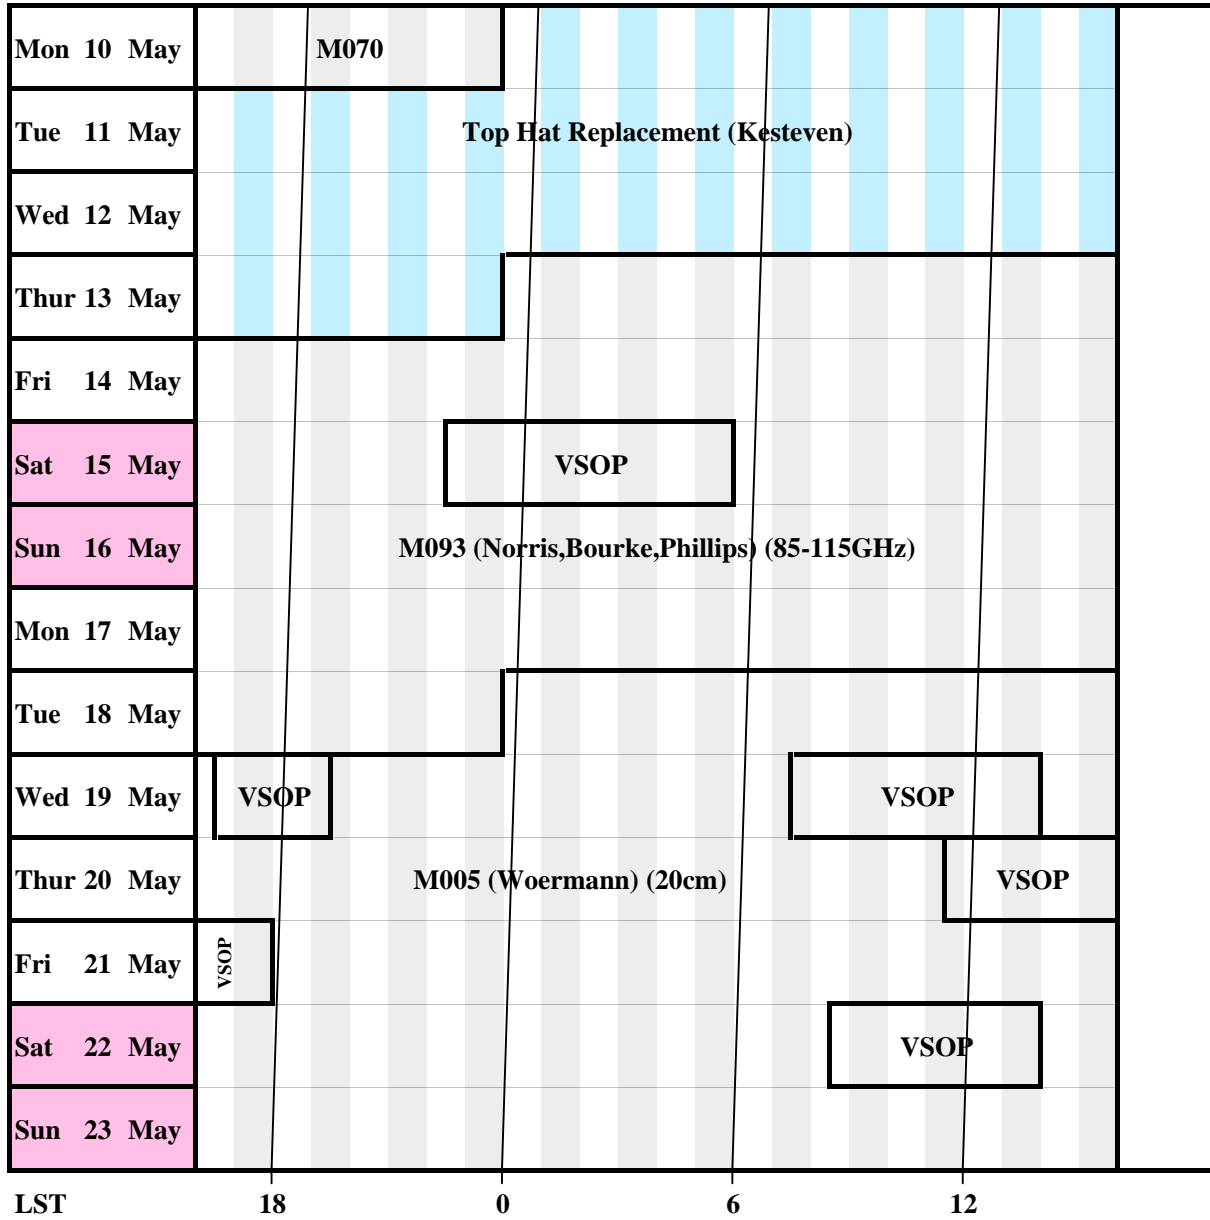 Mon 10 May M070
Tue 11 May Top Hat Replacement (Kesteven)
Wed 12 May
Thur 13 May
Fri 14 May
Sat 15 May VSOP
Sun 16 May M093 (Norris,Bourke,Phillips) (85-115GHz)
Mon 17 May
Tue 18 May
Wed 19 May VSOP VSOP
Thur 20 May M005 (Woermann) (20cm) VSOP
Fri 21 May VSOP
Sat 22 May VSOP
Sun 23 May
LST 18 0 6 12